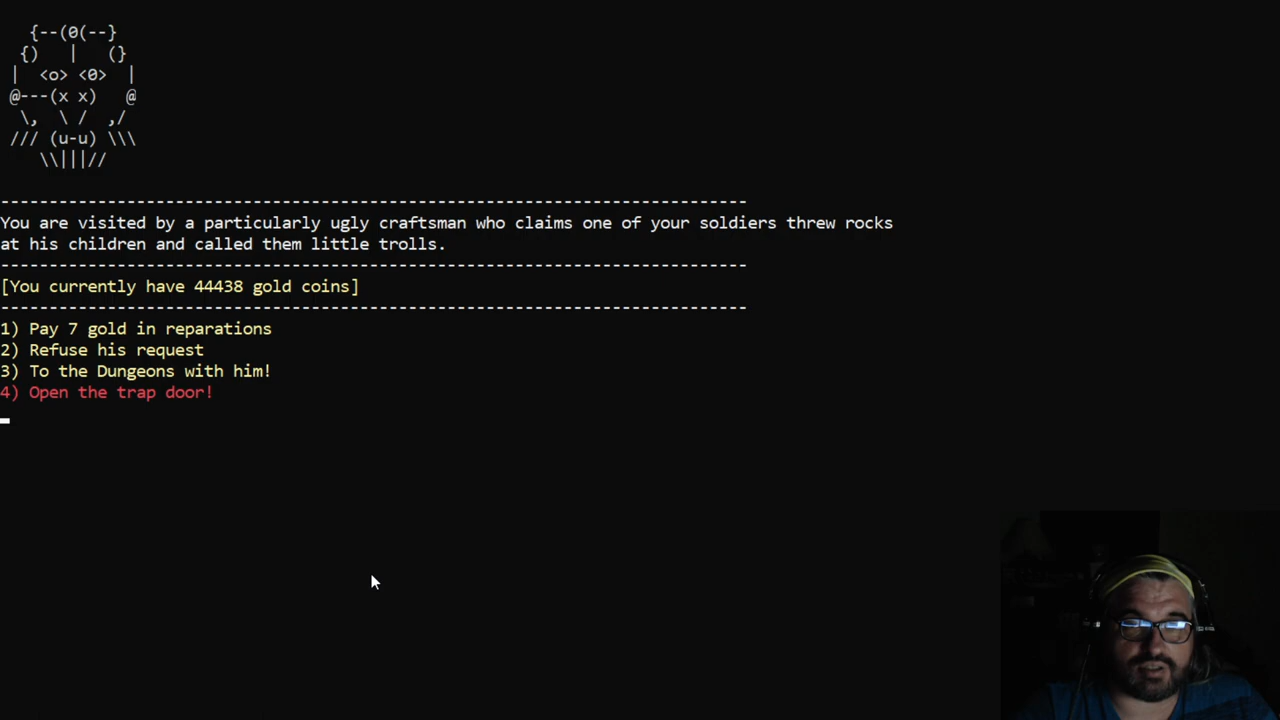 {--(0(--}
{)   |   (}
|  <o> <0>  |
@---(x x)   @
\,  \ /  ,/
/// (u-u) \\\
\\|||//
-----------------------------------------------------------------------------
You are visited by a particularly ugly craftsman who claims one of your soldiers threw rocks
at his children and called them little trolls.
-----------------------------------------------------------------------------
[You currently have 44438 gold coins]
-----------------------------------------------------------------------------
1) Pay 7 gold in reparations
2) Refuse his request
3) To the Dungeons with him!
4) Open the trap door!